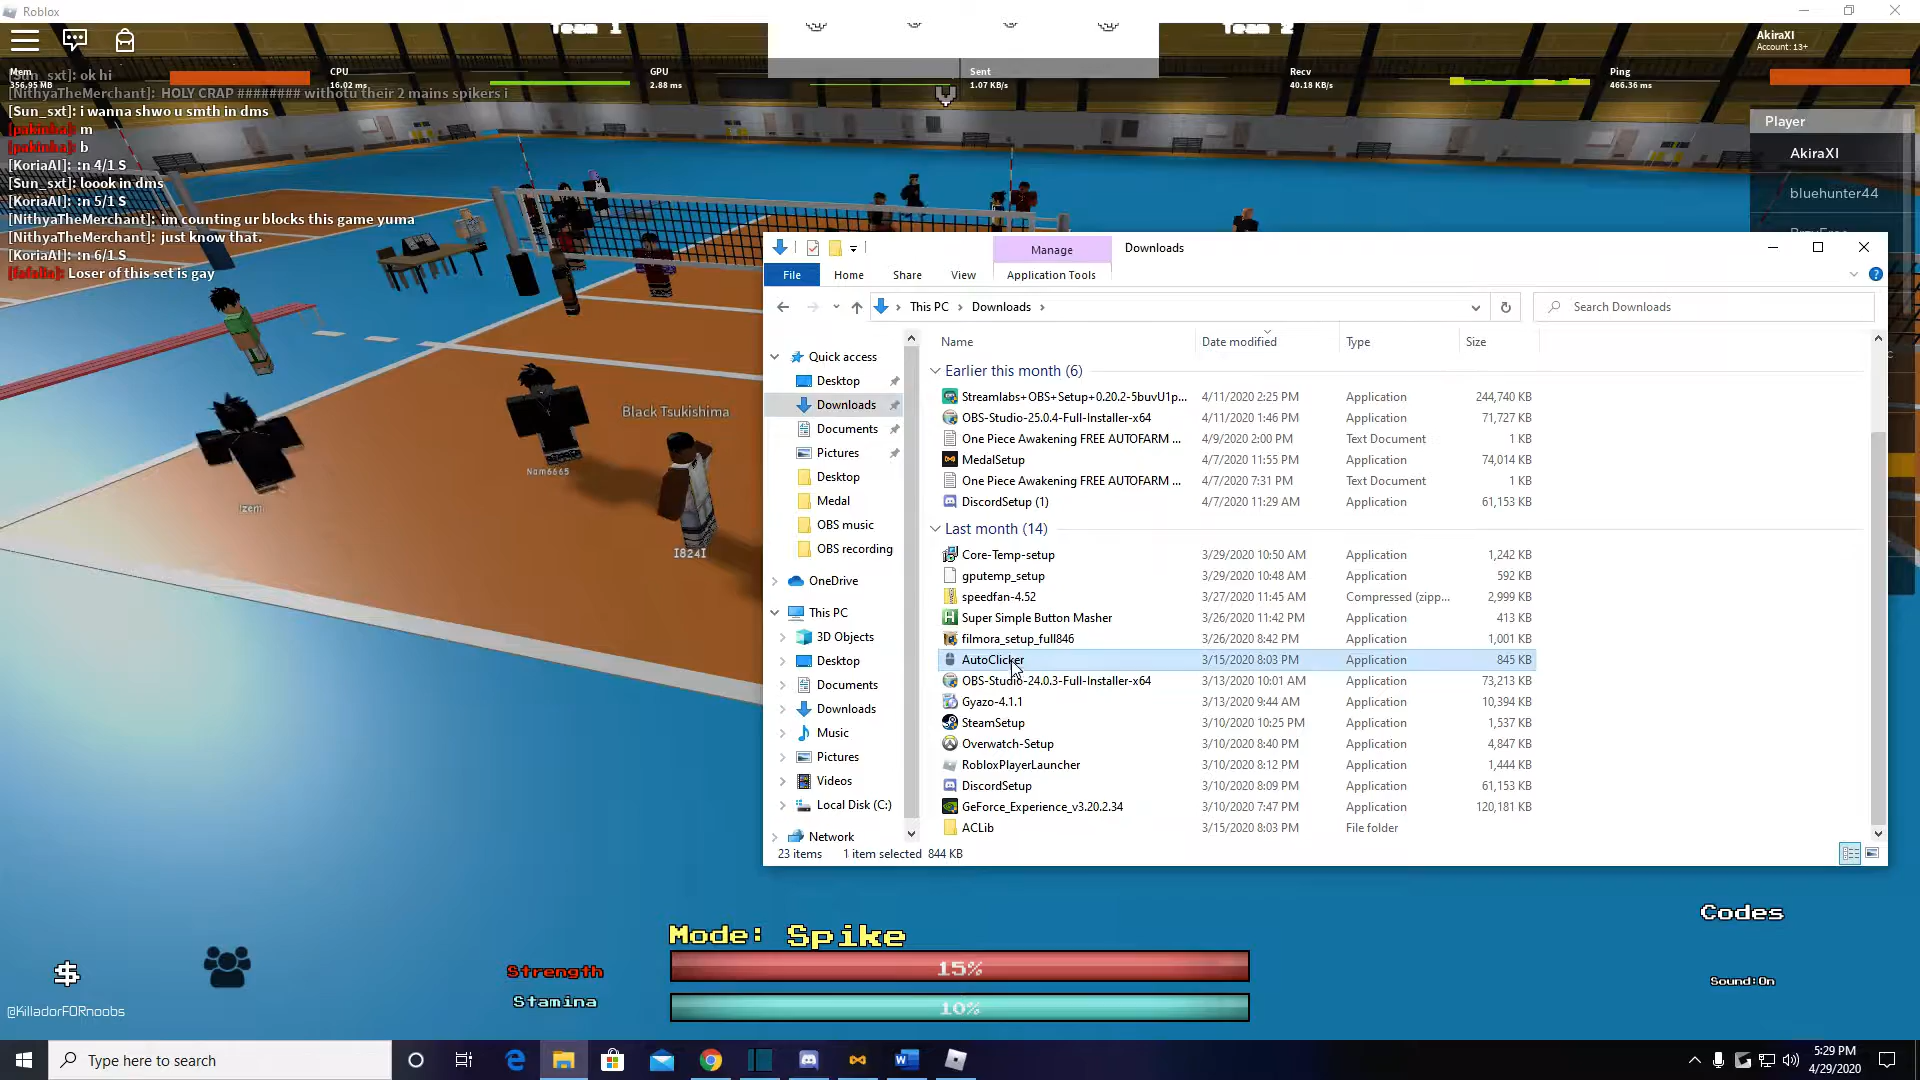 Roblox
Team 1
Team 2
AkiraXI
Account: 13+
Mem
356.95 MB
CPU
16.02 ms
GPU
2.88 ms
Sent
1.07 KB/s
Recv
40.18 KB/s
Ping
466.36 ms
[Sun_sxt]: ok hi
[NithyaTheMerchant]: HOLY CRAP ######## withotu their 2 mains spikers i
[Sun_sxt]: i wanna shwo u smth in dms
m
b
[KoriaAI]: :n 4/1 S
[Sun_sxt]: loook in dms
[KoriaAI]: :n 5/1 S
[NithyaTheMerchant]: im counting ur blocks this game yuma
[NithyaTheMerchant]: just know that.
[KoriaAI]: :n 6/1 S
Loser of this set is gay
Player
AkiraXI
bluehunter44
Black Tsukishima
Izemi
Nam6665
I824I
Manage
Downloads
File
Home
Share
View
Application Tools
This PC
Downloads
Search Downloads
Quick access
Desktop
Downloads
Documents
Pictures
Desktop
Medal
OBS music
OBS recording
OneDrive
This PC
3D Objects
Desktop
Documents
Downloads
Music
Pictures
Videos
Local Disk (C:)
Network
Name Date modified Type Size
Earlier this month (6)
Streamlabs+OBS+Setup+0.20.2-5buvU1p... 4/11/2020 2:25 PM Application 244,740 KB
OBS-Studio-25.0.4-Full-Installer-x64 4/11/2020 1:46 PM Application 71,727 KB
One Piece Awakening FREE AUTOFARM ... 4/9/2020 2:00 PM Text Document 1 KB
MedalSetup 4/7/2020 11:55 PM Application 74,014 KB
One Piece Awakening FREE AUTOFARM ... 4/7/2020 7:31 PM Text Document 1 KB
DiscordSetup (1) 4/7/2020 11:29 AM Application 61,153 KB
Last month (14)
Core-Temp-setup 3/29/2020 10:50 AM Application 1,242 KB
gputemp_setup 3/29/2020 10:48 AM Application 592 KB
speedfan-4.52 3/27/2020 11:45 AM Compressed (zipp... 2,999 KB
Super Simple Button Masher 3/26/2020 11:42 PM Application 413 KB
filmora_setup_full846 3/26/2020 8:42 PM Application 1,001 KB
AutoClicker 3/15/2020 8:03 PM Application 845 KB
OBS-Studio-24.0.3-Full-Installer-x64 3/13/2020 10:01 AM Application 73,213 KB
Gyazo-4.1.1 3/13/2020 9:44 AM Application 10,394 KB
SteamSetup 3/10/2020 10:25 PM Application 1,537 KB
Overwatch-Setup 3/10/2020 8:40 PM Application 4,847 KB
RobloxPlayerLauncher 3/10/2020 8:12 PM Application 1,444 KB
DiscordSetup 3/10/2020 8:09 PM Application 61,153 KB
GeForce_Experience_v3.20.2.34 3/10/2020 7:47 PM Application 120,181 KB
ACLib 3/15/2020 8:03 PM File folder
23 items 1 item selected 844 KB
Codes
Mode: Spike
Strength 15%
Stamina 10%
Sound:On
$
@KilladorFORnoobs
Type here to search
5:29 PM
4/29/2020